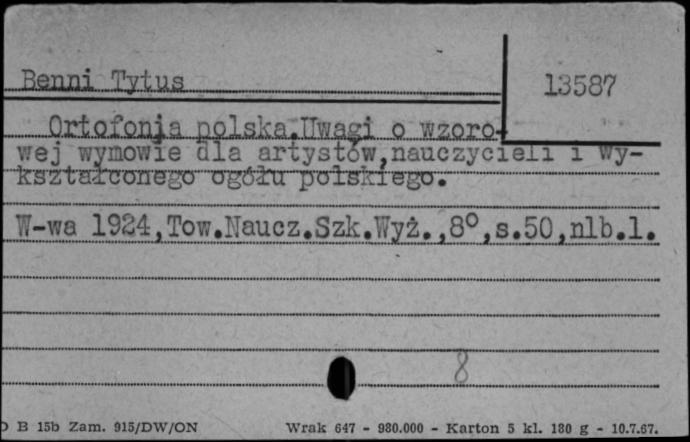 Benni Tytus
13587
Ortofonja polska.Uwagi o wzoro-
wej wymowie dla artystów,nauczycieli i wy-
kształconego ogółu polskiego.
W-wa 1924,Tow.Naucz.Szk.Wyż.,8°,s.50,nlb.1.
8
B 15b Zam. 915/DW/ON
Wrak 647 - 980.000 - Karton 5 kl. 180 g - 10.7.67.